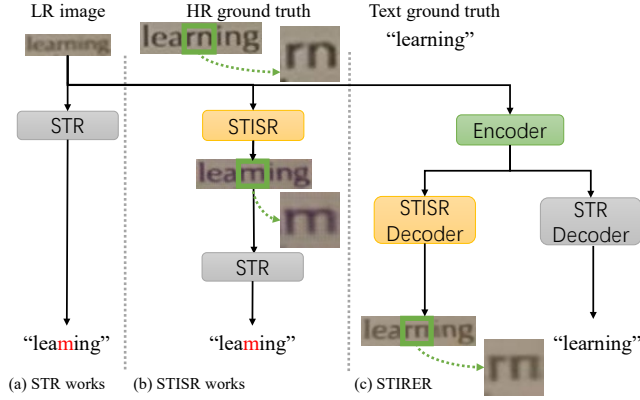 LR image
HR ground truth
Text ground truth
learning
learning
rn
“learning”
STR
STISR
Encoder
leaming
m
STISR
Decoder
STR
Decoder
STR
learning
rn
“leaming”
“leaming”
“learning”
(a) STR works
(b) STISR works
(c) STIRER